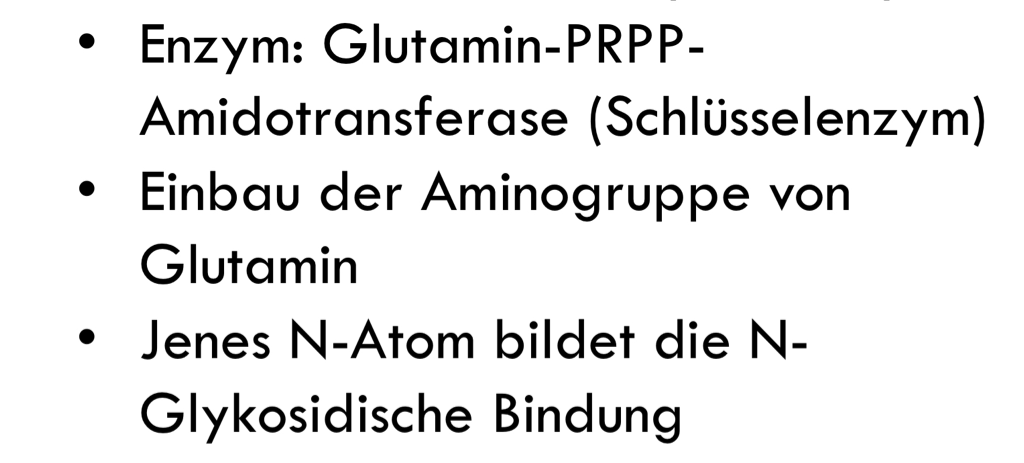 • Enzym: Glutamin-PRPP-
Amidotransferase (Schlüsselenzym)
• Einbau der Aminogruppe von
Glutamin
• Jenes N-Atom bildet die N-
Glykosidische Bindung